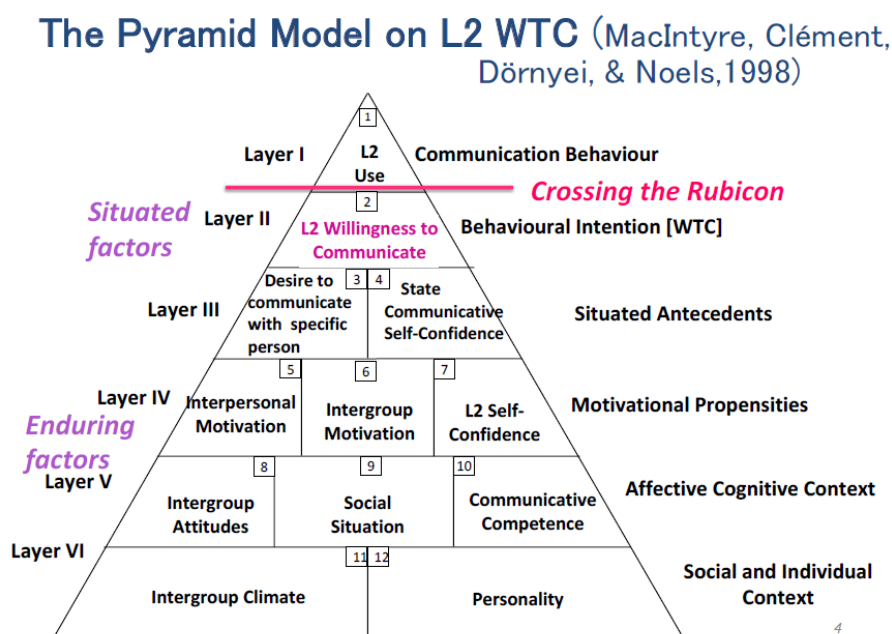 The Pyramid Model on L2 WTC (MacIntyre, Clément,
Dörnyei, & Noels,1998)
1
Layer I
L2
Use
Communication Behaviour
Crossing the Rubicon
Situated
factors
Layer II
2
L2 Willingness to
Communicate
Behavioural Intention [WTC]
Layer III
3
Desire to
communicate
with specific
person
4
State
Communicative
Self-Confidence
Situated Antecedents
Layer IV
5
Interpersonal
Motivation
6
Intergroup
Motivation
7
L2 Self-
Confidence
Motivational Propensities
Enduring
factors
Layer V
8
Intergroup
Attitudes
9
Social
Situation
10
Communicative
Competence
Affective Cognitive Context
Layer VI
11
Intergroup Climate
12
Personality
Social and Individual
Context
4